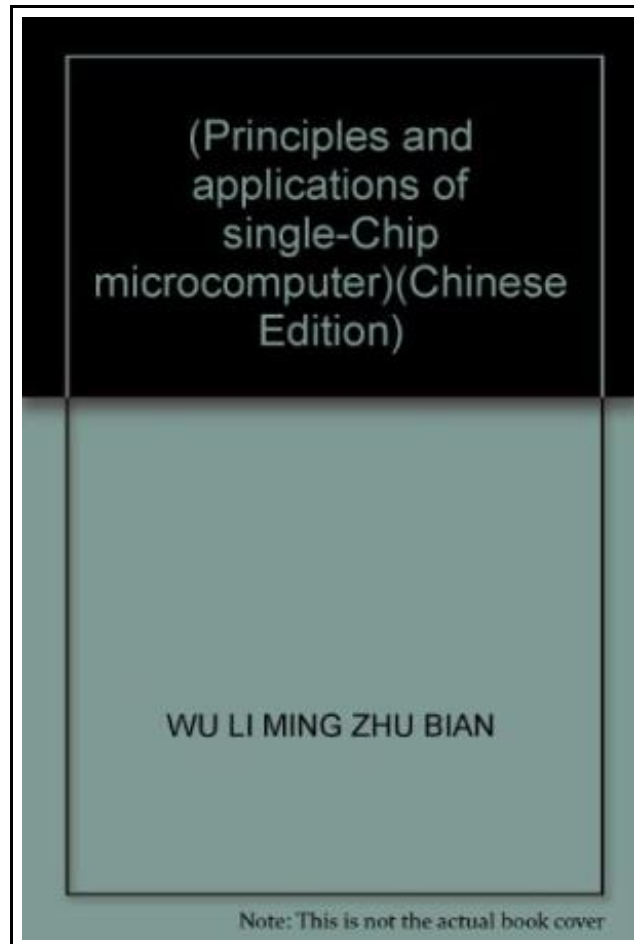 (Principles and
applications of
single-Chip
microcomputer)(Chinese
Edition)
WU LI MING ZHU BIAN
Note: This is not the actual book cover